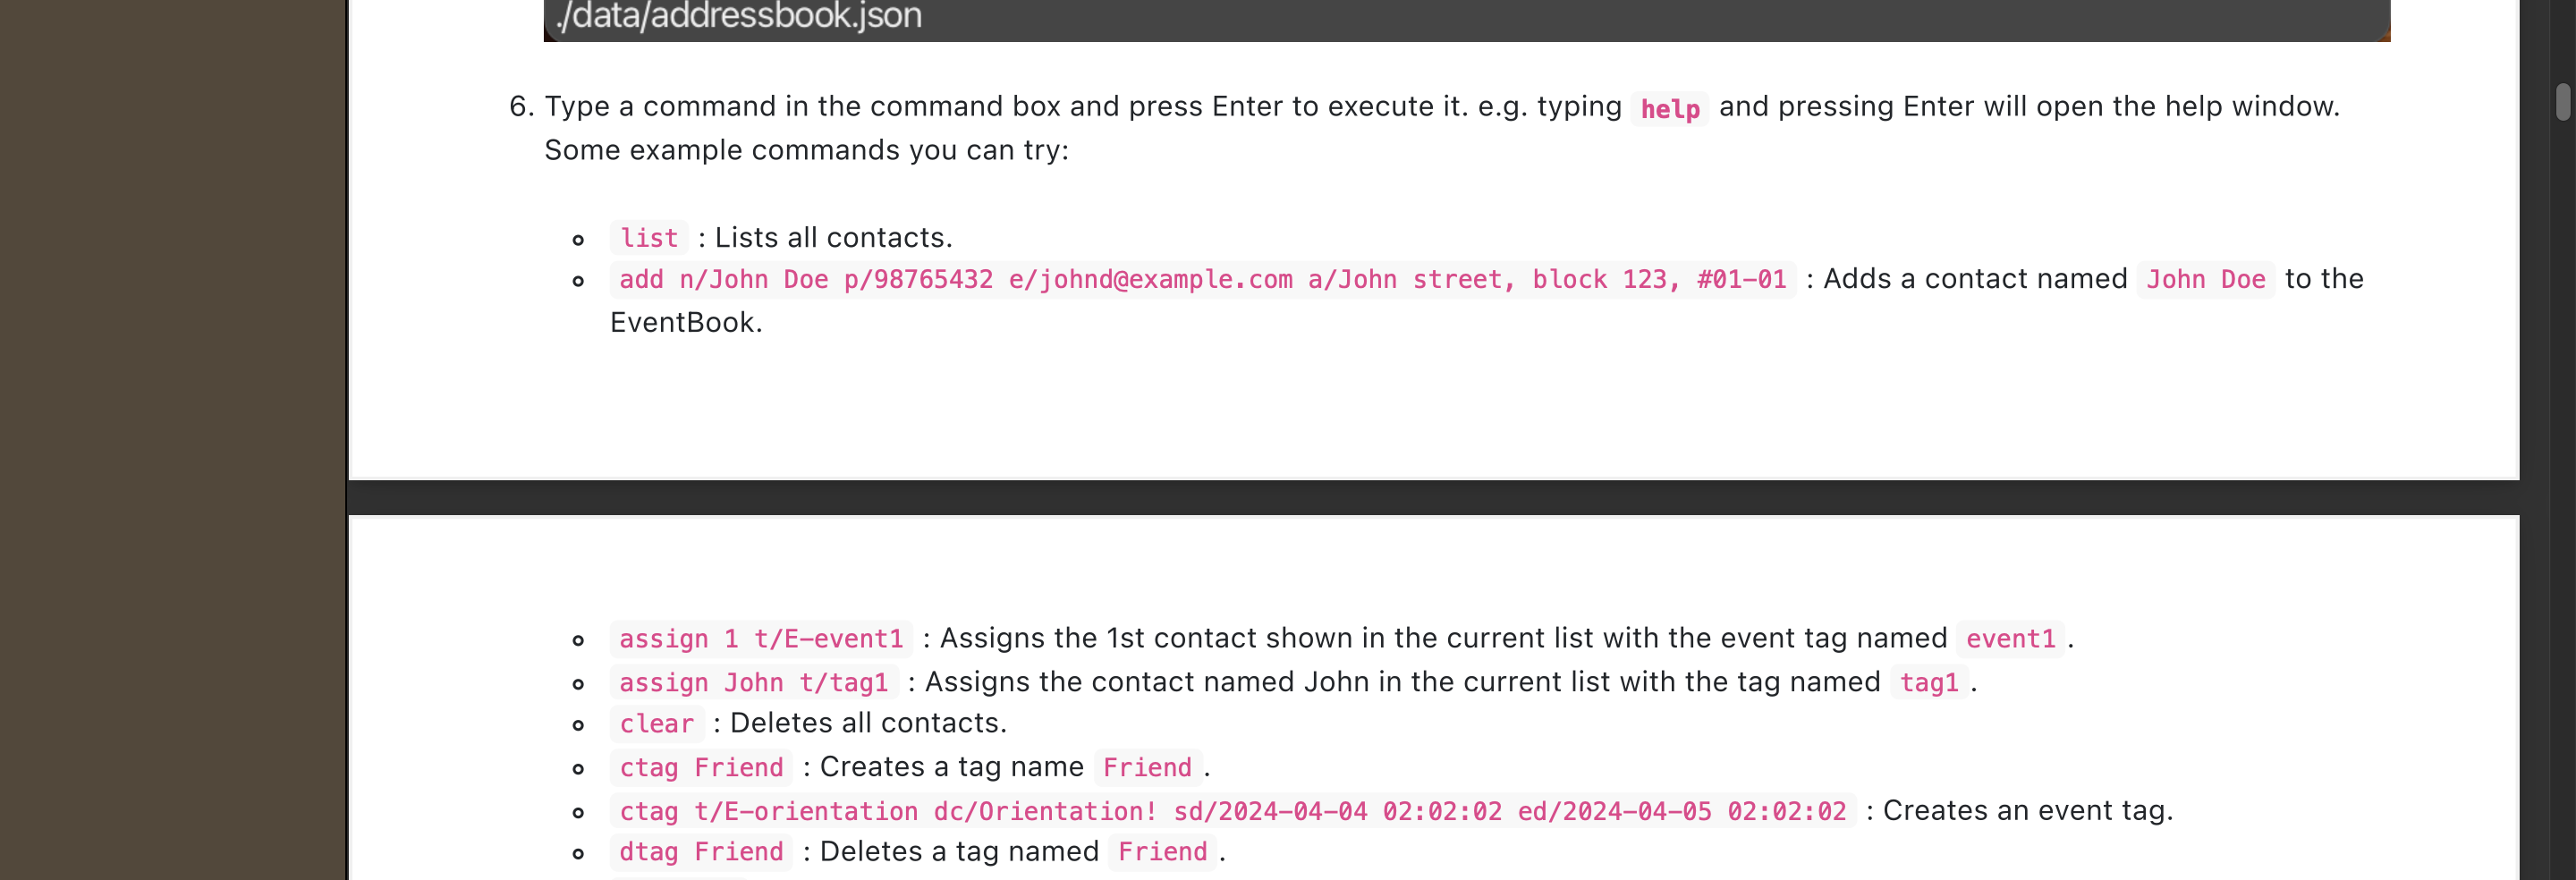 ./data/addressbook.json
6. Type a command in the command box and press Enter to execute it. e.g. typing help and pressing Enter will open the help window.
Some example commands you can try:
list : Lists all contacts.
add n/John Doe p/98765432 e/johnd@example.com a/John street, block 123, #01-01 : Adds a contact named John Doe to the
EventBook.
assign 1 t/E-event1 : Assigns the 1st contact shown in the current list with the event tag named event1.
assign John t/tag1 : Assigns the contact named John in the current list with the tag named tag1.
clear : Deletes all contacts.
ctag Friend : Creates a tag name Friend.
ctag t/E-orientation dc/Orientation! sd/2024-04-04 02:02:02 ed/2024-04-05 02:02:02 : Creates an event tag.
dtag Friend : Deletes a tag named Friend.